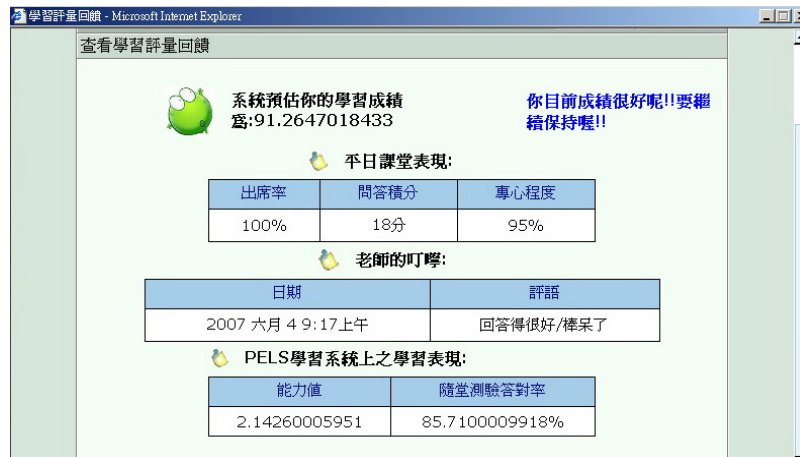 學習評量回饋 - Microsoft Internet Explorer
查看學習評量回饋
系統預估你的學習成績
為:91.2647018433
你目前成績很好呢!!要繼
續保持喔!!
平日課堂表現:
出席率 問答積分 專心程度
100% 18分 95%
老師的叮嚀:
日期 評語
2007 六月 4 9:17上午 回答得很好/棒呆了
PELS學習系統上之學習表現:
能力值 隨堂測驗答對率
2.14260005951 85.7100009918%